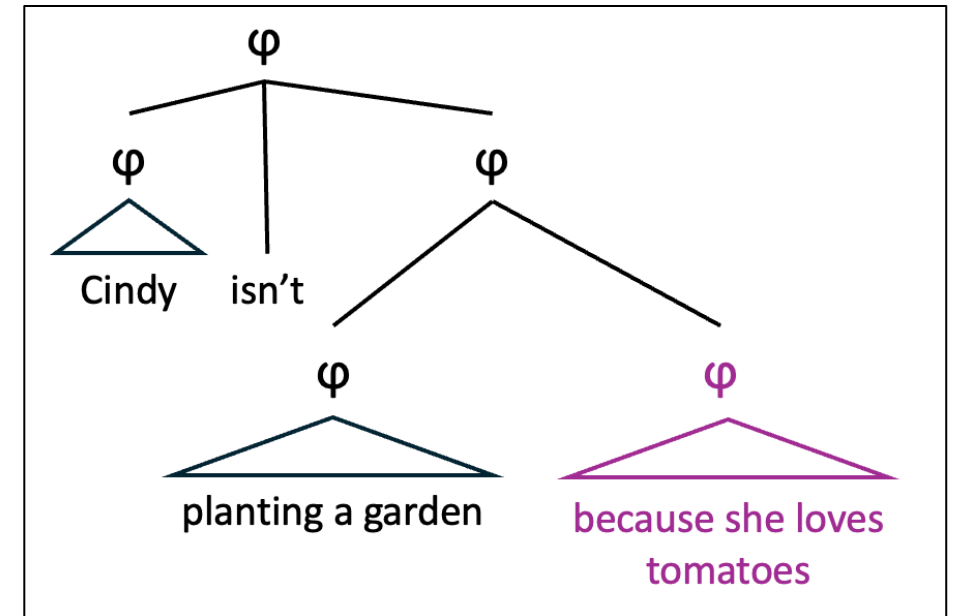 φ
φ
φ
Cindy isn't
φ
φ
planting a garden
because she loves
tomatoes